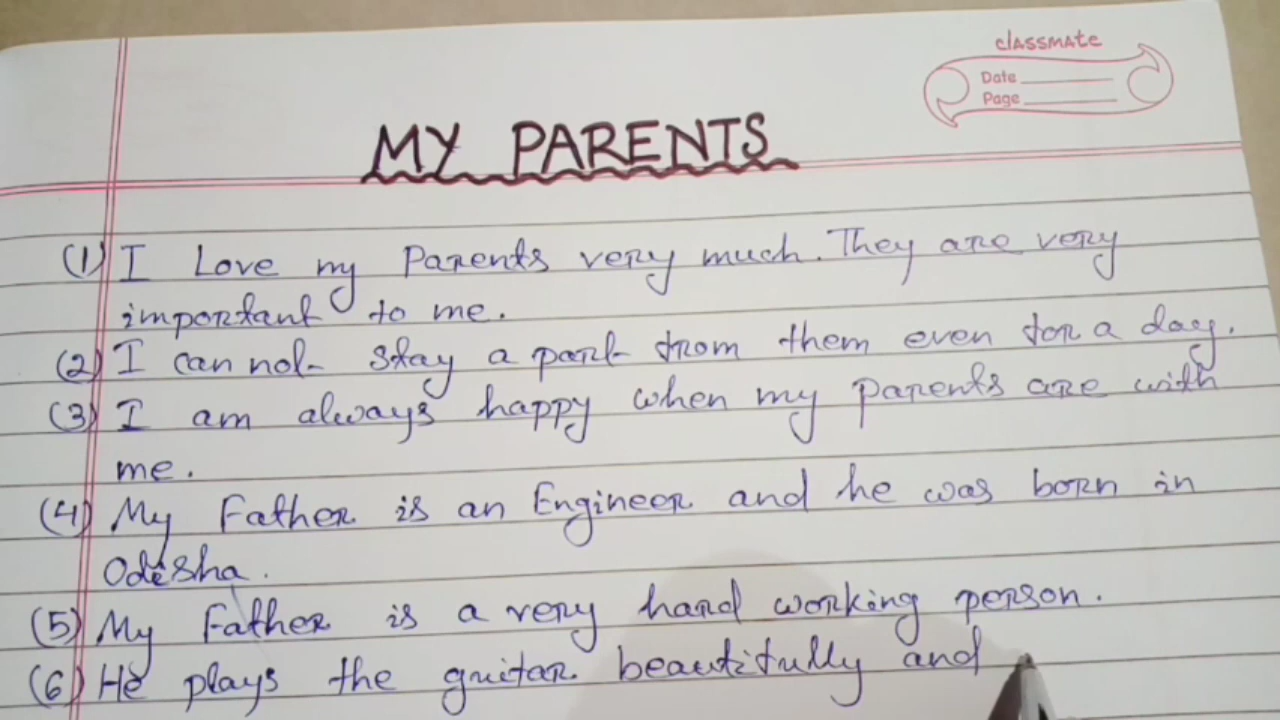 classmate
Date
Page
MY PARENTS
(1) I Love my Parents very much. They are very
important to me.
(2) I can not stay a part from them even for a day.
(3) I am always happy when my parents are with
me.
(4) My Father is an Engineer and he was born in
Odesha.
(5) My Father is a very hard working person.
(6) He plays the guitar beautifully and